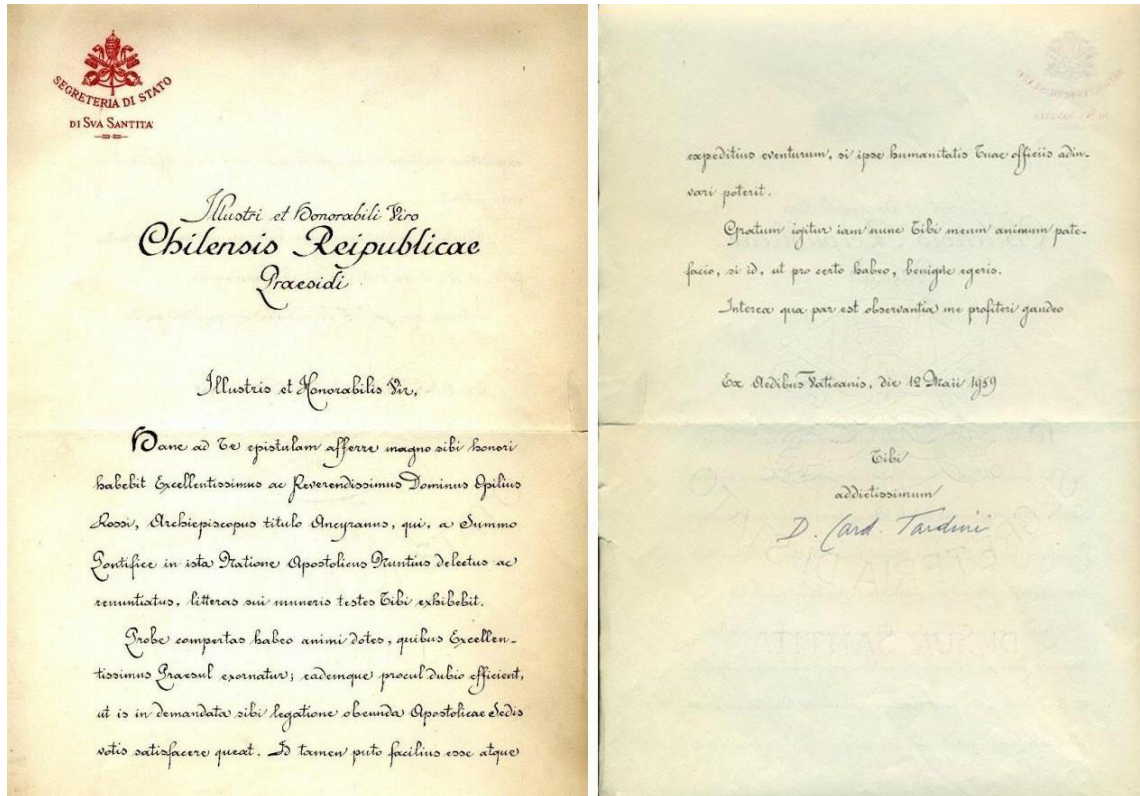 SEGRETERIA DI STATO
DI SVA SANTITA'
Illustri et Honorabili Viro
Chilensis Reipublicae
Praesidi
Illustris et Honorabilis Vir,
Hanc ad Te epistulam afferre magno sibi honori
habebit Excellentissimus ac Reverendissimus Dominus Opilius
Rossi, Archiepiscopus titulo Ancyranus, qui, a Summo
Pontifice in ista Natione Apostolicus Nuntius delectus ac
renuntiatus, litteras sui muneris testes Tibi exhibebit.
Probe compertas habeo animi dotes, quibus Excellen-
tissimus Praesul exornatur; eademque procul dubio efficient,
ut is in demandata sibi legatione obeunda Apostolicae Sedis
votis satisfacere queat. Id tamen puto facilius esse atque
expeditius eventurum, si ipse humanitatis Tuae officiis adiu-
vari poterit.
Gratum igitur iam nunc Tibi meum animum pate-
facio, si id, ut pro certo habeo, benigne egeris.
Interea qua par est observantia me profiteri gaudeo
Ex Aedibus Vaticanis, die 12 Maii 1959
Tibi
addictissimum
D. Card. Tardini